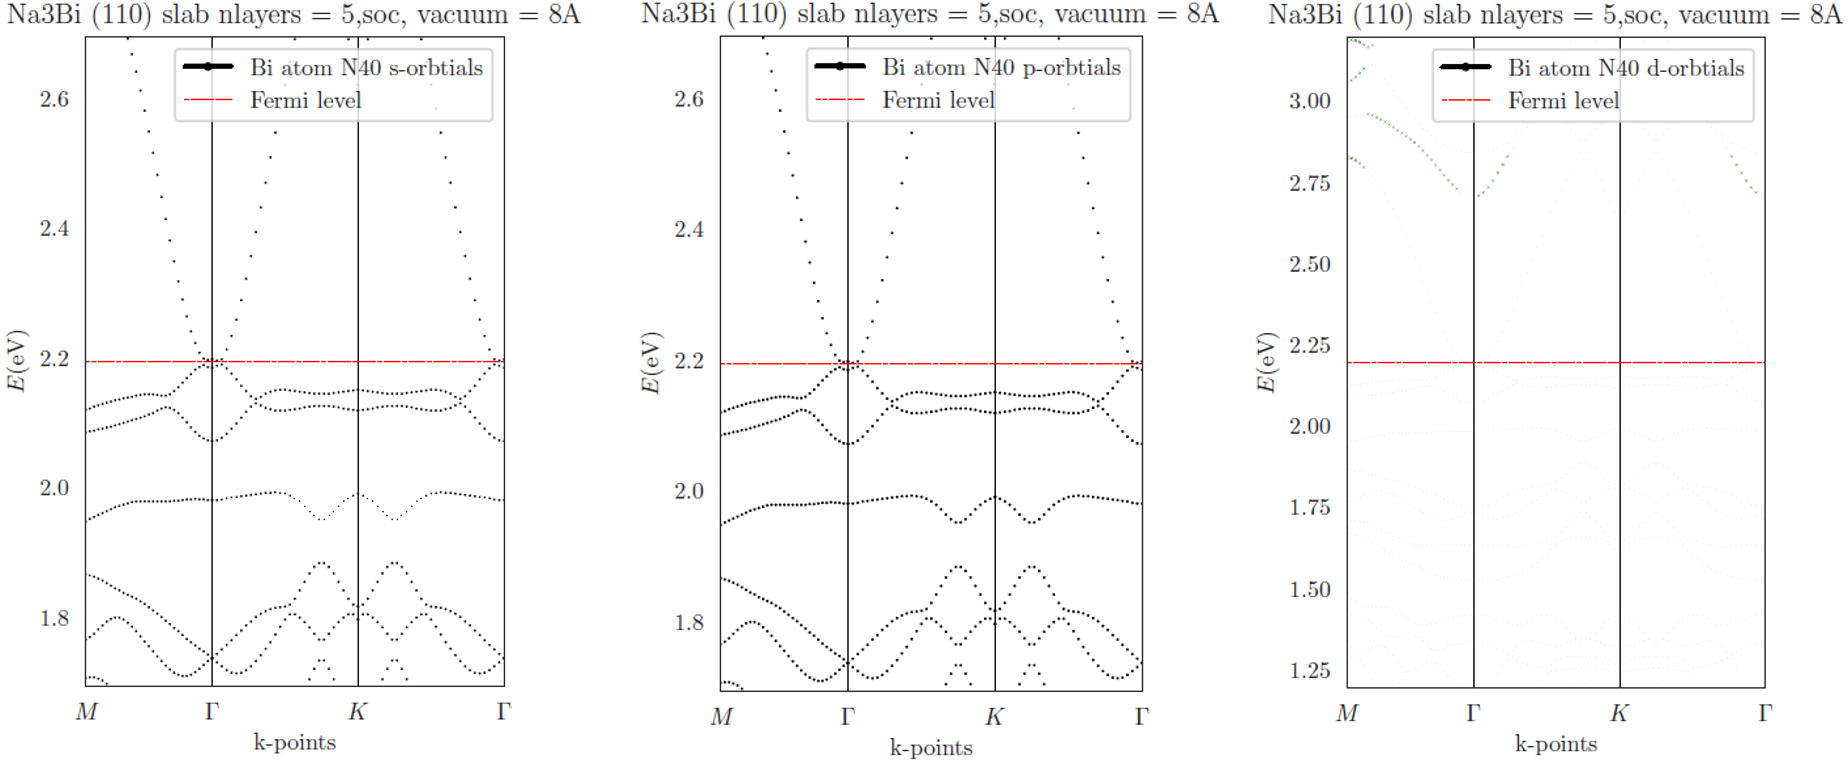 Na3Bi (110) slab nlayers = 5,soc, vacuum = 8A
Bi atom N40 s-orbtials
Fermi level
2.6
2.4
2.2
2.0
1.8
E(eV)
M Γ K Γ
k-points
Na3Bi (110) slab nlayers = 5,soc, vacuum = 8A
Bi atom N40 p-orbtials
Fermi level
2.6
2.4
2.2
2.0
1.8
E(eV)
M Γ K Γ
k-points
Na3Bi (110) slab nlayers = 5,soc, vacuum = 8A
Bi atom N40 d-orbtials
Fermi level
3.00
2.75
2.50
2.25
2.00
1.75
1.50
1.25
E(eV)
M Γ K Γ
k-points